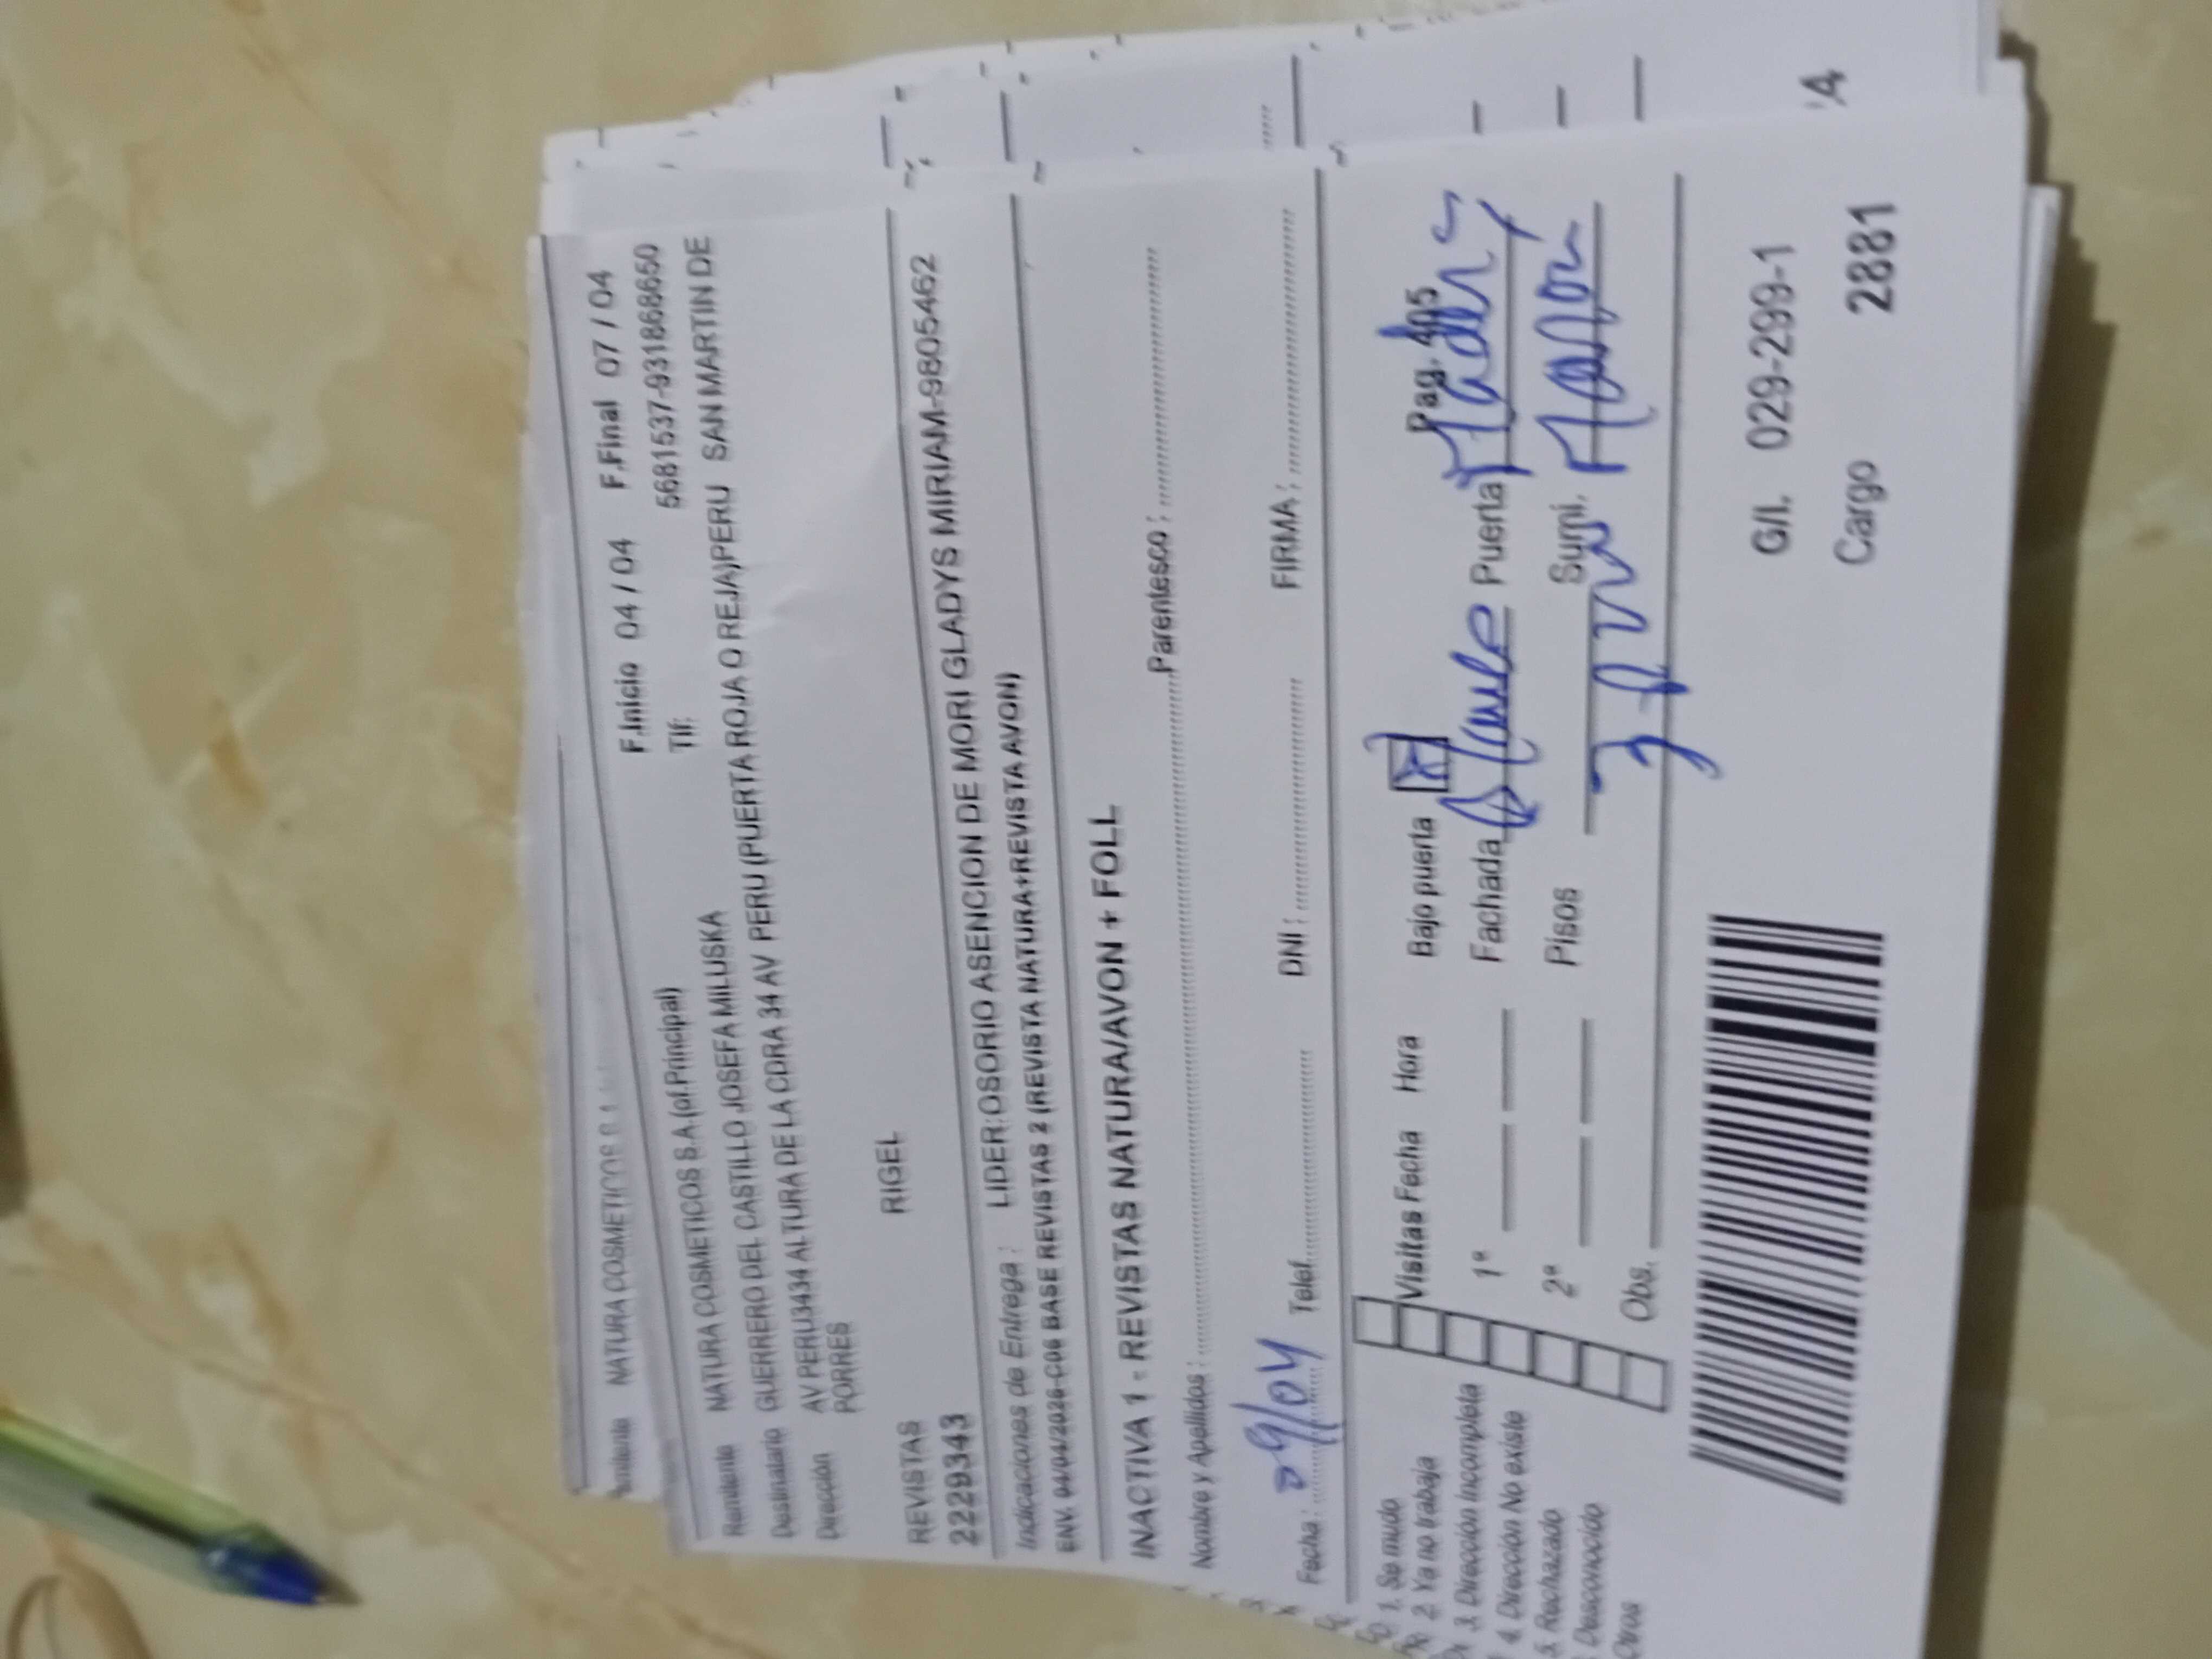 NATURA COSMETICOS
Remitente NATURA COSMETICOS S.A.(of.Principal)
F.Inicio 04/04 F.Final 07/04
Destinatario GUERRERO DEL CASTILLO JOSEFA MILUSKA
Tlf: 5681537-931868650
Dirección AV PERU3434 ALTURA DE LA CDRA 34 AV PERU (PUERTA ROJA O REJA)PERU SAN MARTIN DE
PORRES
REVISTAS RIGEL
2229343
Indicaciones de Entrega : LIDER:OSORIO ASENCION DE MORI GLADYS MIRIAM-9805462
ENV. 04/04/2026-C06 BASE REVISTAS 2 (REVISTA NATURA+REVISTA AVON)
INACTIVA 1 - REVISTAS NATURA/AVON + FOLL
Nombre y Apellidos : Parentesco :
Fecha : 09/04 Telef. DNI : FIRMA :
Pag. 405
1. Se mudo
2. Ya no trabaja Visitas Fecha Hora Bajo puerta X
3. Dirección incompleta 1ª Fachada Puerta
4. Dirección No existe 2ª Pisos 3 Sumi.
5. Rechazado
Desconocido Obs.
Otros
G/I. 029-299-1
Cargo 2881